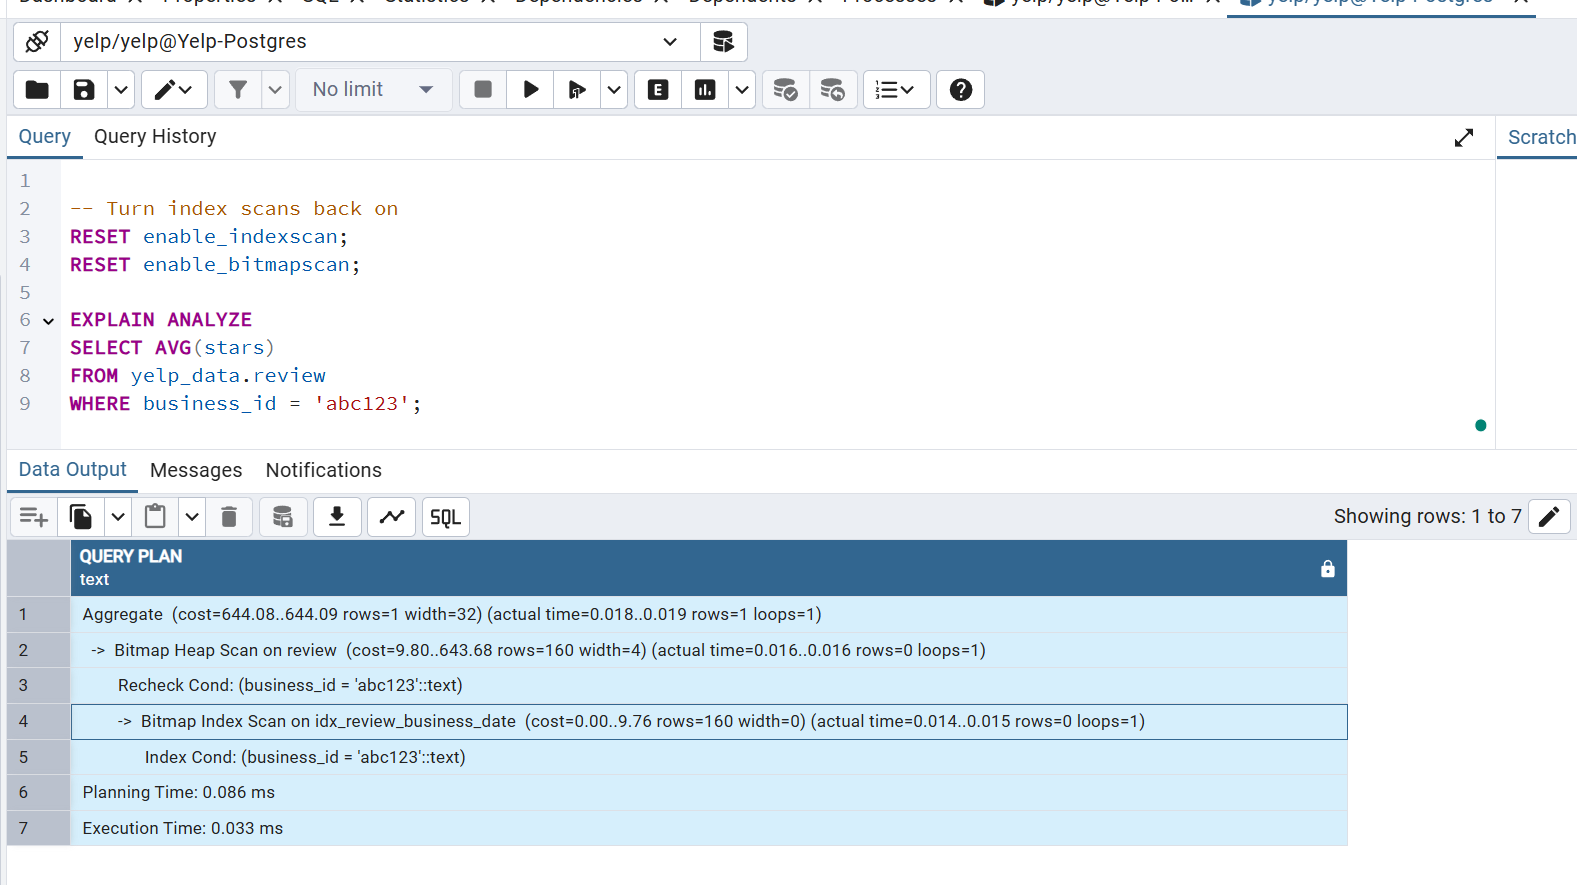 yelp/yelp@Yelp-Postgres
No limit
E
Query Query History
Scratch
1
2 -- Turn index scans back on
3 RESET enable_indexscan;
4 RESET enable_bitmapscan;
5
6 EXPLAIN ANALYZE
7 SELECT AVG(stars)
8 FROM yelp_data.review
9 WHERE business_id = 'abc123';
Data Output Messages Notifications
SQL
Showing rows: 1 to 7
QUERY PLAN
text
1 Aggregate (cost=644.08..644.09 rows=1 width=32) (actual time=0.018..0.019 rows=1 loops=1)
2 -> Bitmap Heap Scan on review (cost=9.80..643.68 rows=160 width=4) (actual time=0.016..0.016 rows=0 loops=1)
3 Recheck Cond: (business_id = 'abc123'::text)
4 -> Bitmap Index Scan on idx_review_business_date (cost=0.00..9.76 rows=160 width=0) (actual time=0.014..0.015 rows=0 loops=1)
5 Index Cond: (business_id = 'abc123'::text)
6 Planning Time: 0.086 ms
7 Execution Time: 0.033 ms